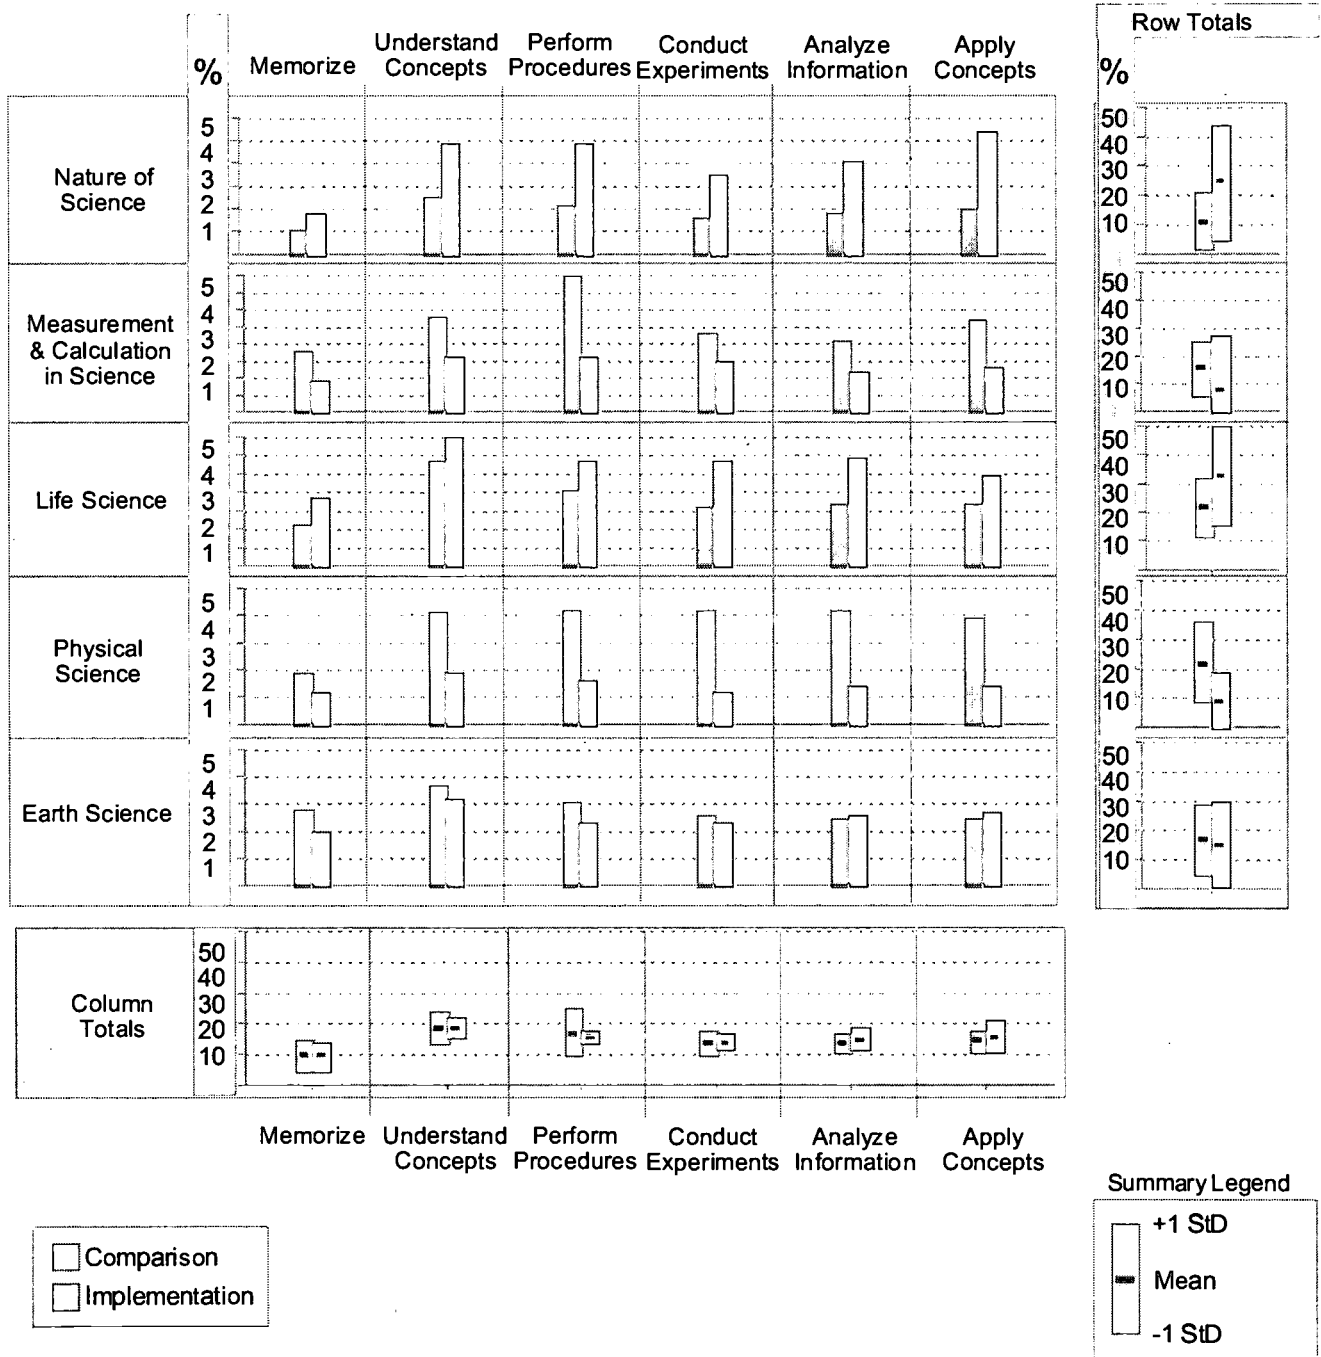 Row Totals
%
Memorize
Understand
Concepts
Perform
Procedures
Conduct
Experiments
Analyze
Information
Apply
Concepts
%
Nature of
Science
5
4
3
2
1
50
40
30
20
10
Measurement
& Calculation
in Science
5
4
3
2
1
50
40
30
20
10
Life Science
5
4
3
2
1
50
40
30
20
10
Physical
Science
5
4
3
2
1
50
40
30
20
10
Earth Science
5
4
3
2
1
50
40
30
20
10
Column
Totals
50
40
30
20
10
Memorize
Understand
Concepts
Perform
Procedures
Conduct
Experiments
Analyze
Information
Apply
Concepts
Comparison
Implementation
Summary Legend
+1 StD
Mean
-1 StD